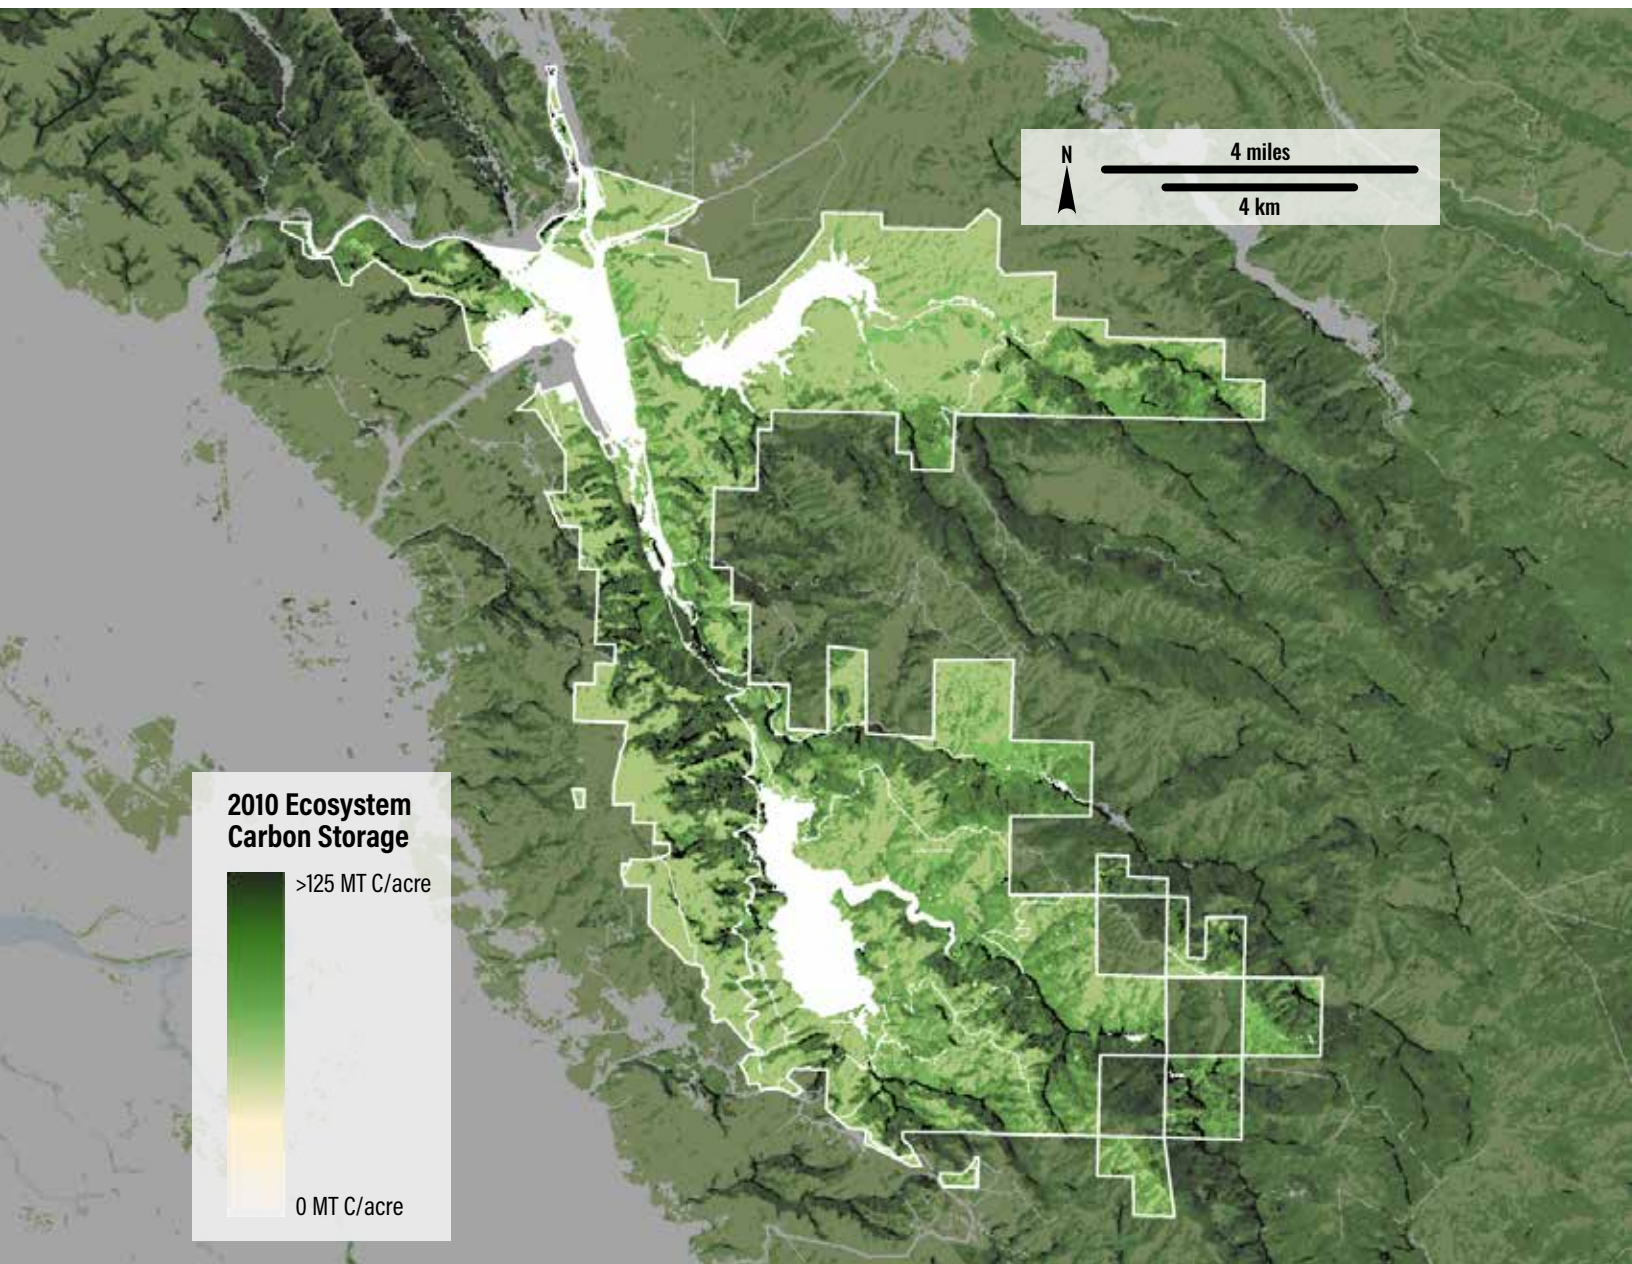 N
4 miles
4 km
2010 Ecosystem
Carbon Storage
>125 MT C/acre
0 MT C/acre